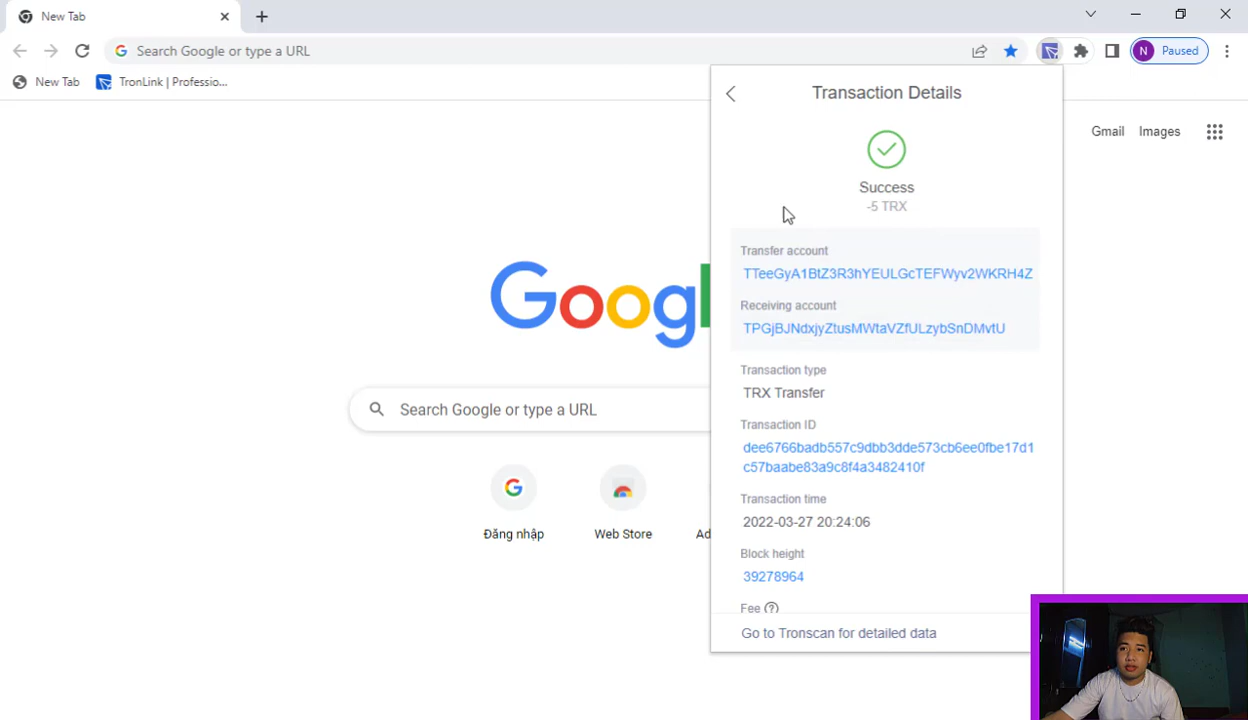 New Tab
Search Google or type a URL
N Paused
New Tab
TronLink | Professio...
Gmail
Images
Transaction Details
Success
-5 TRX
Transfer account
TTeeGyA1BtZ3R3hYEULGcTEFWyv2WKRH4Z
Receiving account
TPGjBJNdxjyZtusMWtaVZfULzybSnDMvtU
Transaction type
TRX Transfer
Transaction ID
dee6766badb557c9dbb3dde573cb6ee0fbe17d1
c57baabe83a9c8f4a3482410f
Transaction time
2022-03-27 20:24:06
Block height
39278964
Fee
Go to Tronscan for detailed data
Goog
Search Google or type a URL
Đăng nhập
Web Store
Ad